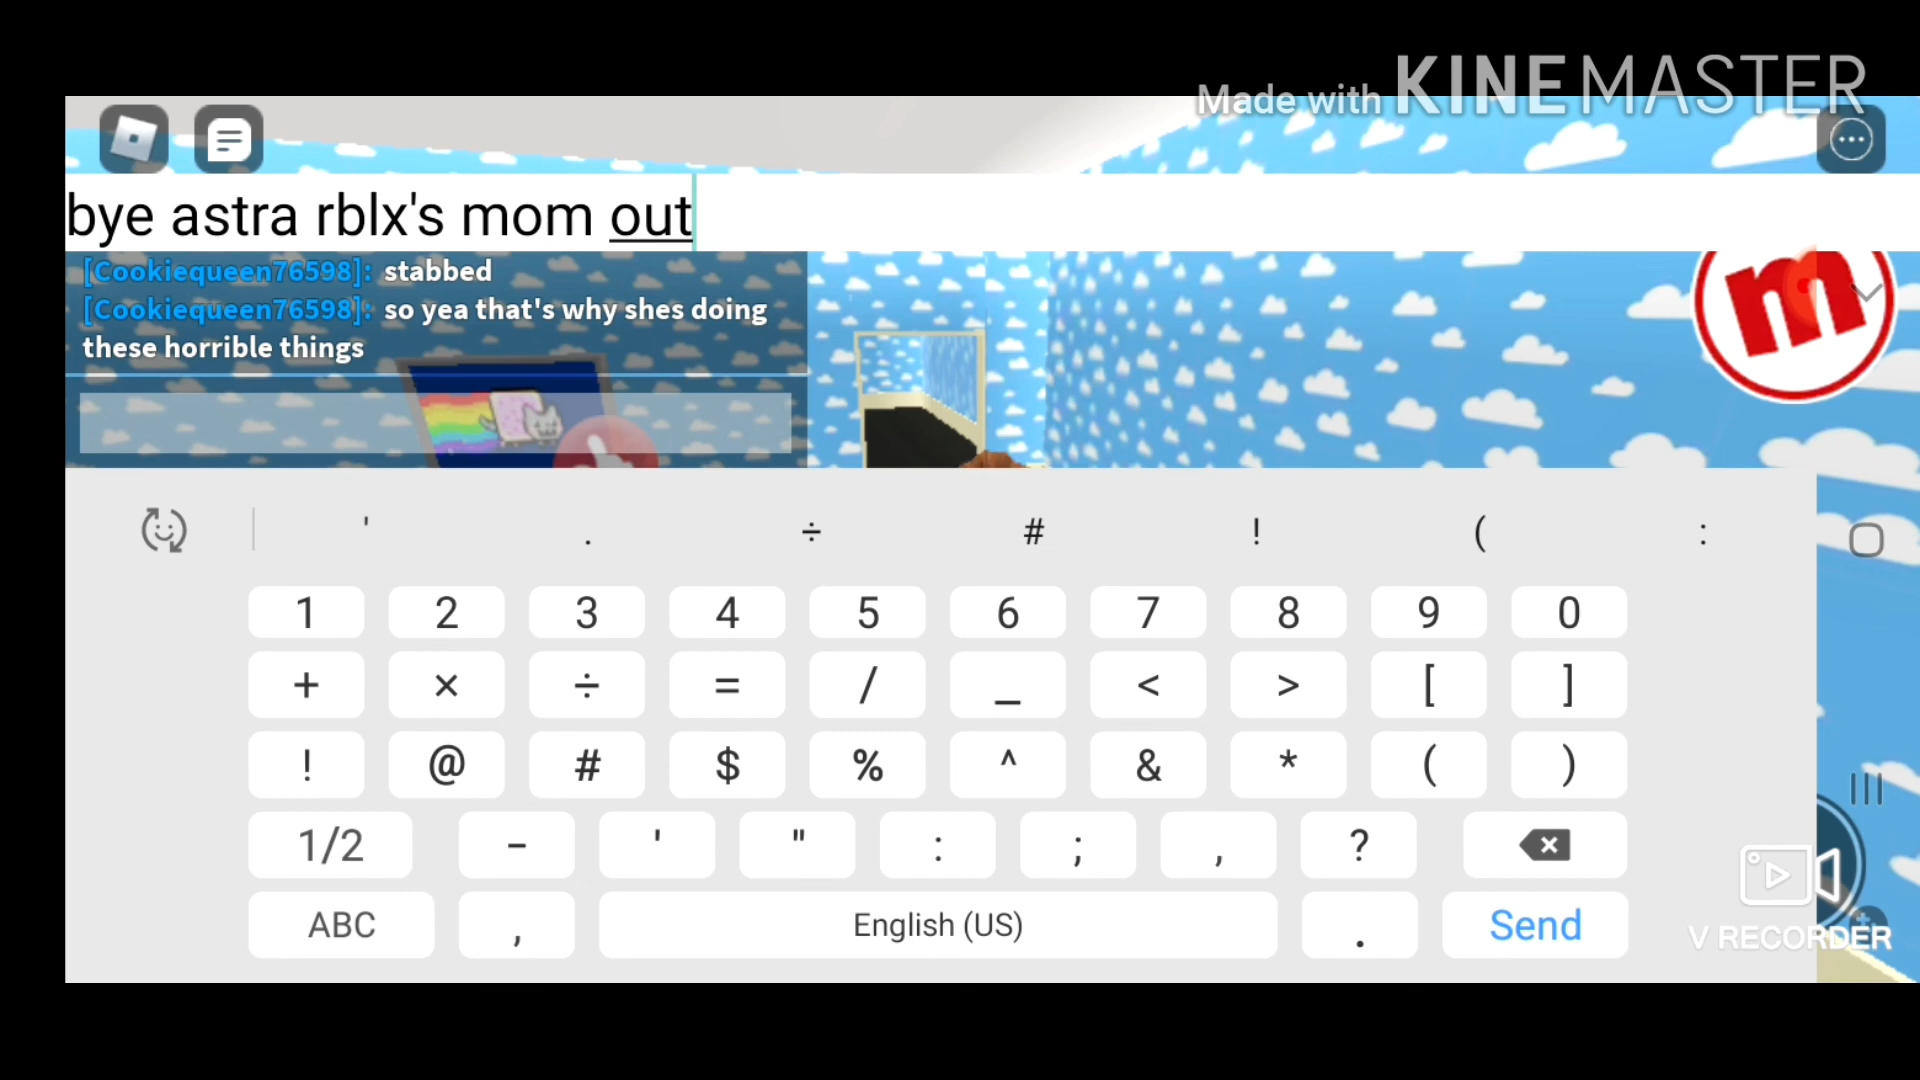 Made with KINEMASTER
bye astra rblx's mom out
[Cookiequeen76598]: stabbed
[Cookiequeen76598]: so yea that's why shes doing
these horrible things
m
' . ÷ # ! ( :
1 2 3 4 5 6 7 8 9 0
+ × ÷ = / _ < > [ ]
! @ # $ % ^ & * ( )
1/2 - ' " : ; , ?
ABC , English (US) . Send
V RECORDER